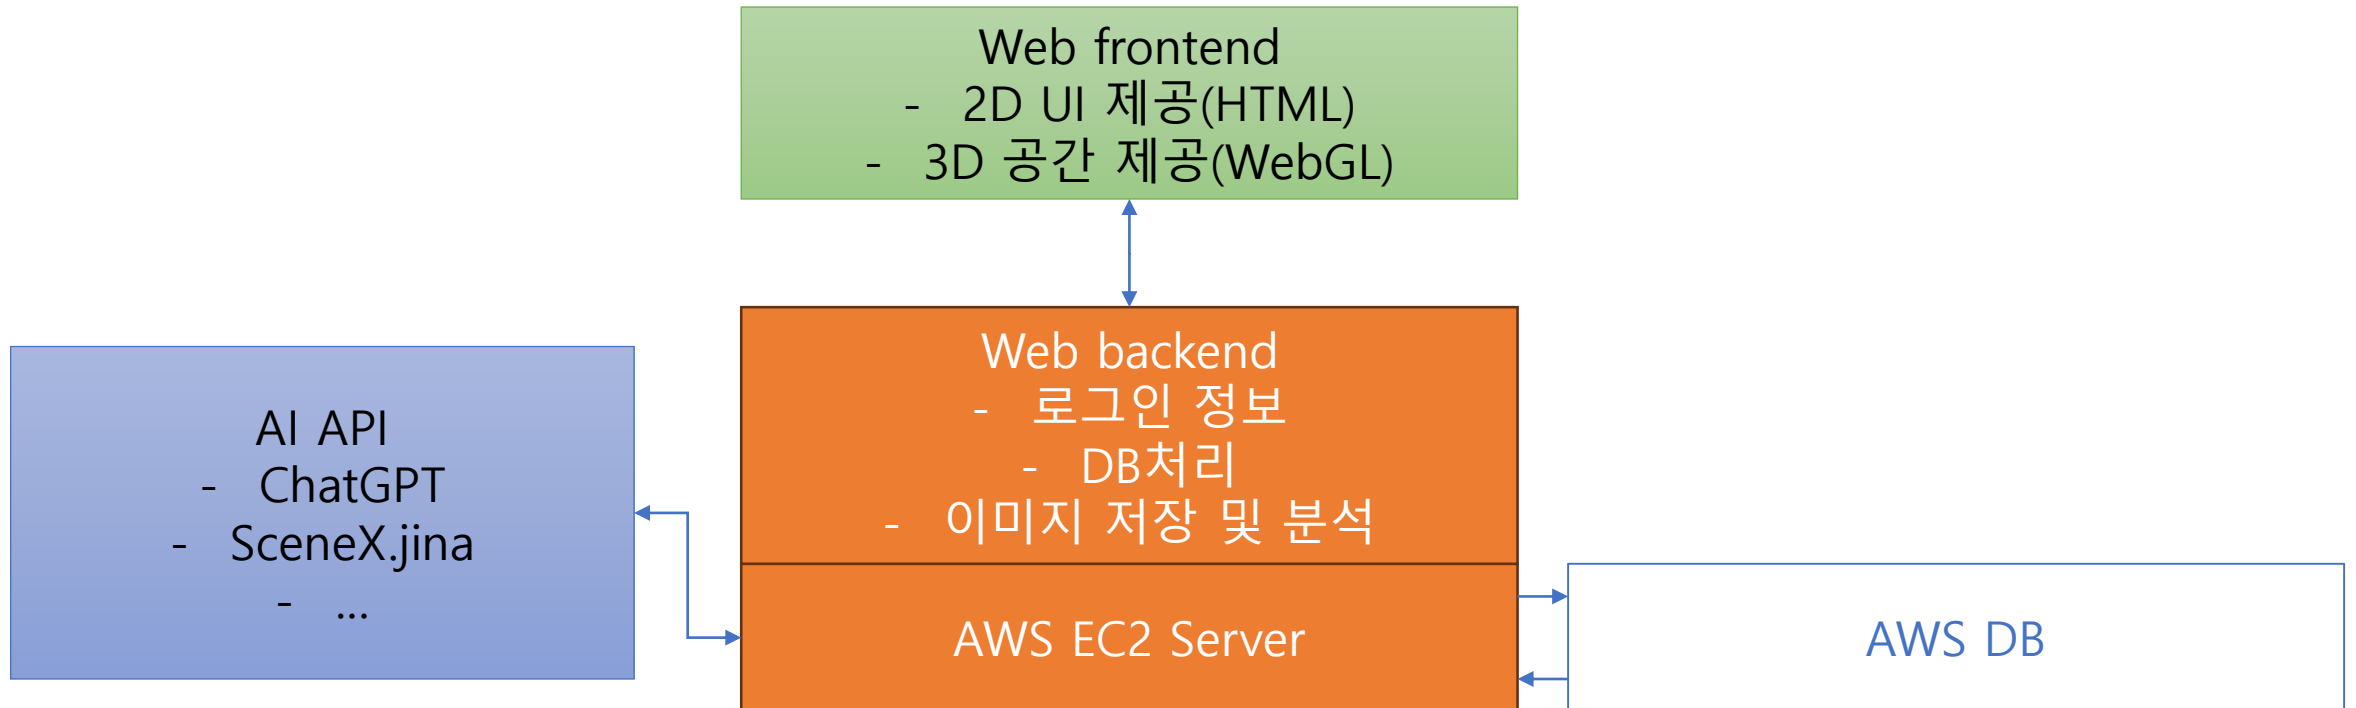 Web frontend
- 2D UI 제공(HTML)
- 3D 공간 제공(WebGL)
Web backend
- 로그인 정보
- DB처리
- 이미지 저장 및 분석
AI API
- ChatGPT
- SceneX.jina
- ...
AWS EC2 Server
AWS DB